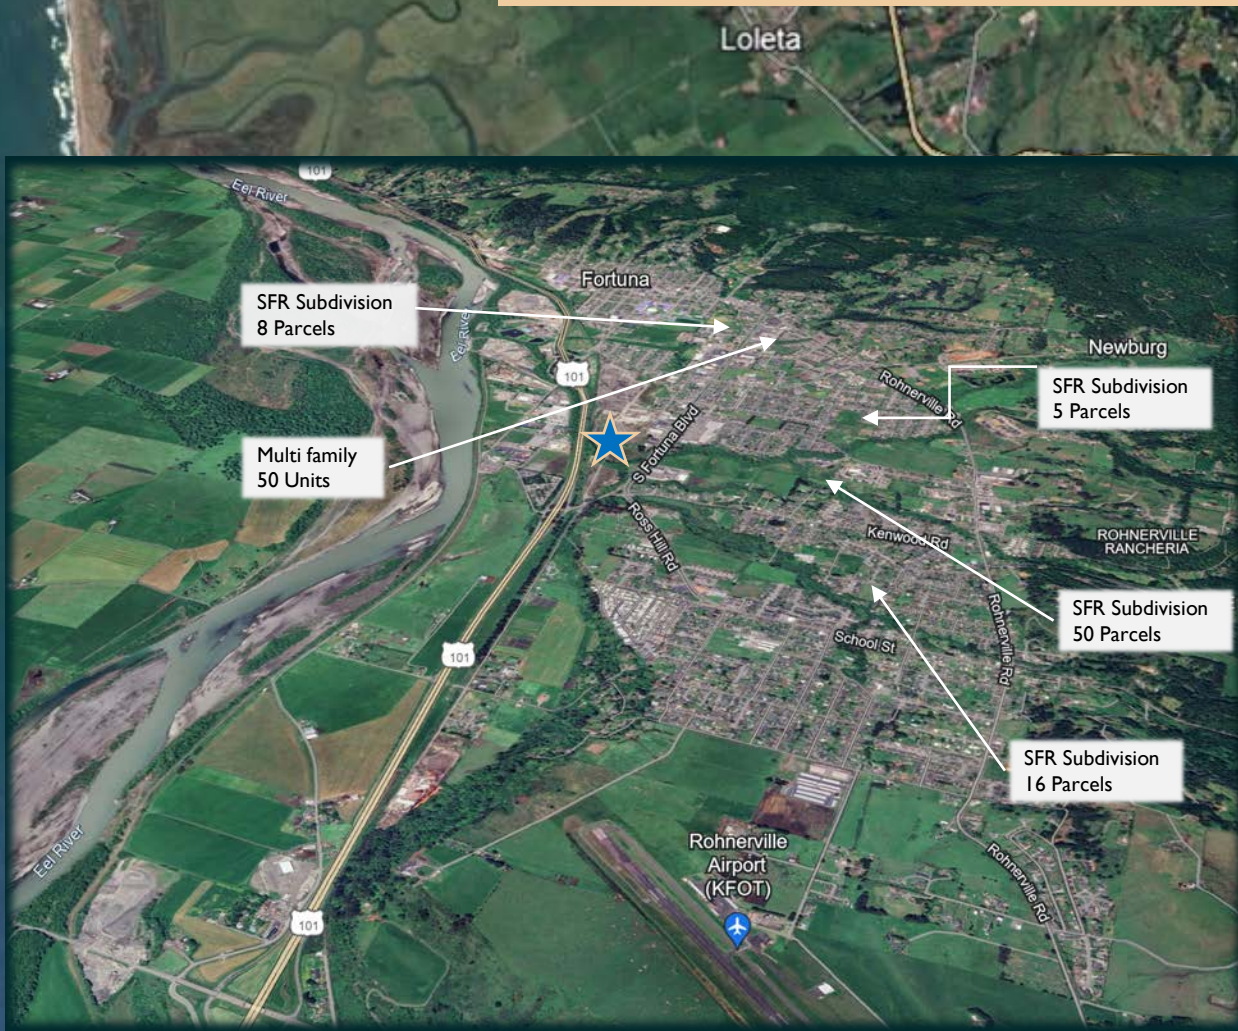 Loleta
101
Eel River
Fortuna
SFR Subdivision
8 Parcels
Eel River
Newburg
101
Rohnerville Rd
SFR Subdivision
5 Parcels
S Fortuna Blvd
Multi family
50 Units
Ross Hill Rd
Kenwood Rd
ROHNERVILLE
RANCHERIA
SFR Subdivision
50 Parcels
Rohnerville Rd
School St
101
SFR Subdivision
16 Parcels
Rohnerville
Airport
(KFOT)
Eel River
Rohnerville Rd
101